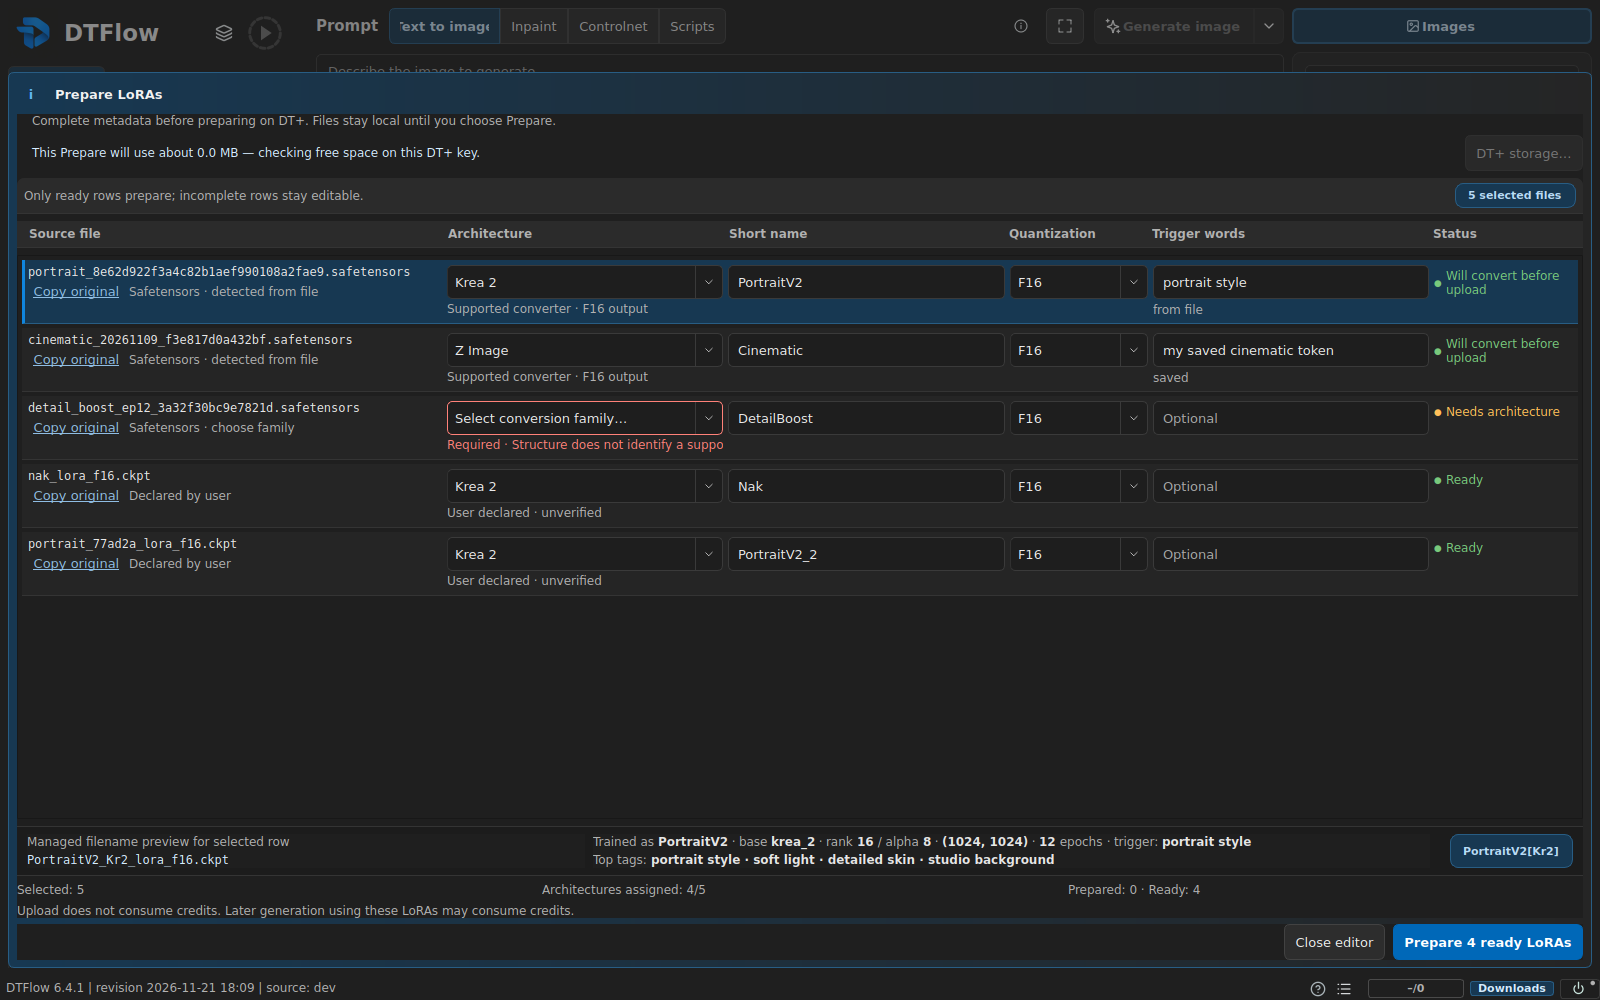 DTFlow
Prompt
Text to image
Inpaint
Controlnet
Scripts
Generate image
Images
Describe the image to generate
i Prepare LoRAs
Complete metadata before preparing on DT+. Files stay local until you choose Prepare.
This Prepare will use about 0.0 MB — checking free space on this DT+ key.
DT+ storage...
Only ready rows prepare; incomplete rows stay editable.
5 selected files
Source file Architecture Short name Quantization Trigger words Status
portrait_8e62d922f3a4c82b1aef990108a2fae9.safetensors
Copy original Safetensors · detected from file
Krea 2
Supported converter · F16 output
PortraitV2
F16
portrait style
from file
Will convert before
upload
cinematic_20261109_f3e817d0a432bf.safetensors
Copy original Safetensors · detected from file
Z Image
Supported converter · F16 output
Cinematic
F16
my saved cinematic token
saved
Will convert before
upload
detail_boost_ep12_3a32f30bc9e7821d.safetensors
Copy original Safetensors · choose family
Select conversion family...
Required · Structure does not identify a suppo
DetailBoost
F16
Optional
Needs architecture
nak_lora_f16.ckpt
Copy original Declared by user
Krea 2
User declared · unverified
Nak
F16
Optional
Ready
portrait_77ad2a_lora_f16.ckpt
Copy original Declared by user
Krea 2
User declared · unverified
PortraitV2_2
F16
Optional
Ready
Managed filename preview for selected row
PortraitV2_Kr2_lora_f16.ckpt
Trained as PortraitV2 · base krea_2 · rank 16 / alpha 8 · (1024, 1024) · 12 epochs · trigger: portrait style
Top tags: portrait style · soft light · detailed skin · studio background
PortraitV2[Kr2]
Selected: 5
Architectures assigned: 4/5
Prepared: 0 · Ready: 4
Upload does not consume credits. Later generation using these LoRAs may consume credits.
Close editor
Prepare 4 ready LoRAs
DTFlow 6.4.1 | revision 2026-11-21 18:09 | source: dev
-/0
Downloads